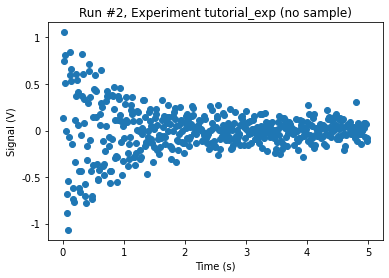 Run #2, Experiment tutorial_exp (no sample)
1
0.5
0
-0.5
-1
Signal (V)
0 1 2 3 4 5
Time (s)